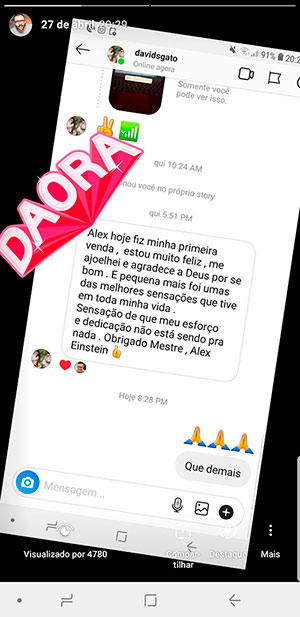 27 de abril 20:29
91% 20:2
davidsgato
Online agora
Somente você
pode ver isso.
DAORA
qui 10:24 AM
nou você no próprio story
qui 5:51 PM
Alex hoje fiz minha primeira
venda , estou muito feliz , me
ajoelhei e agradece a Deus por se
bom . E pequena mais foi umas
das melhores sensações que tive
em toda minha vida .
Sensação de que meu esforço
e dedicação não está sendo pra
nada . Obrigado Mestre , Alex
Einstein
Hoje 8:28 PM
Que demais
Mensagem...
Visualizado por 4780
Compar-
tilhar
Destaque
Mais